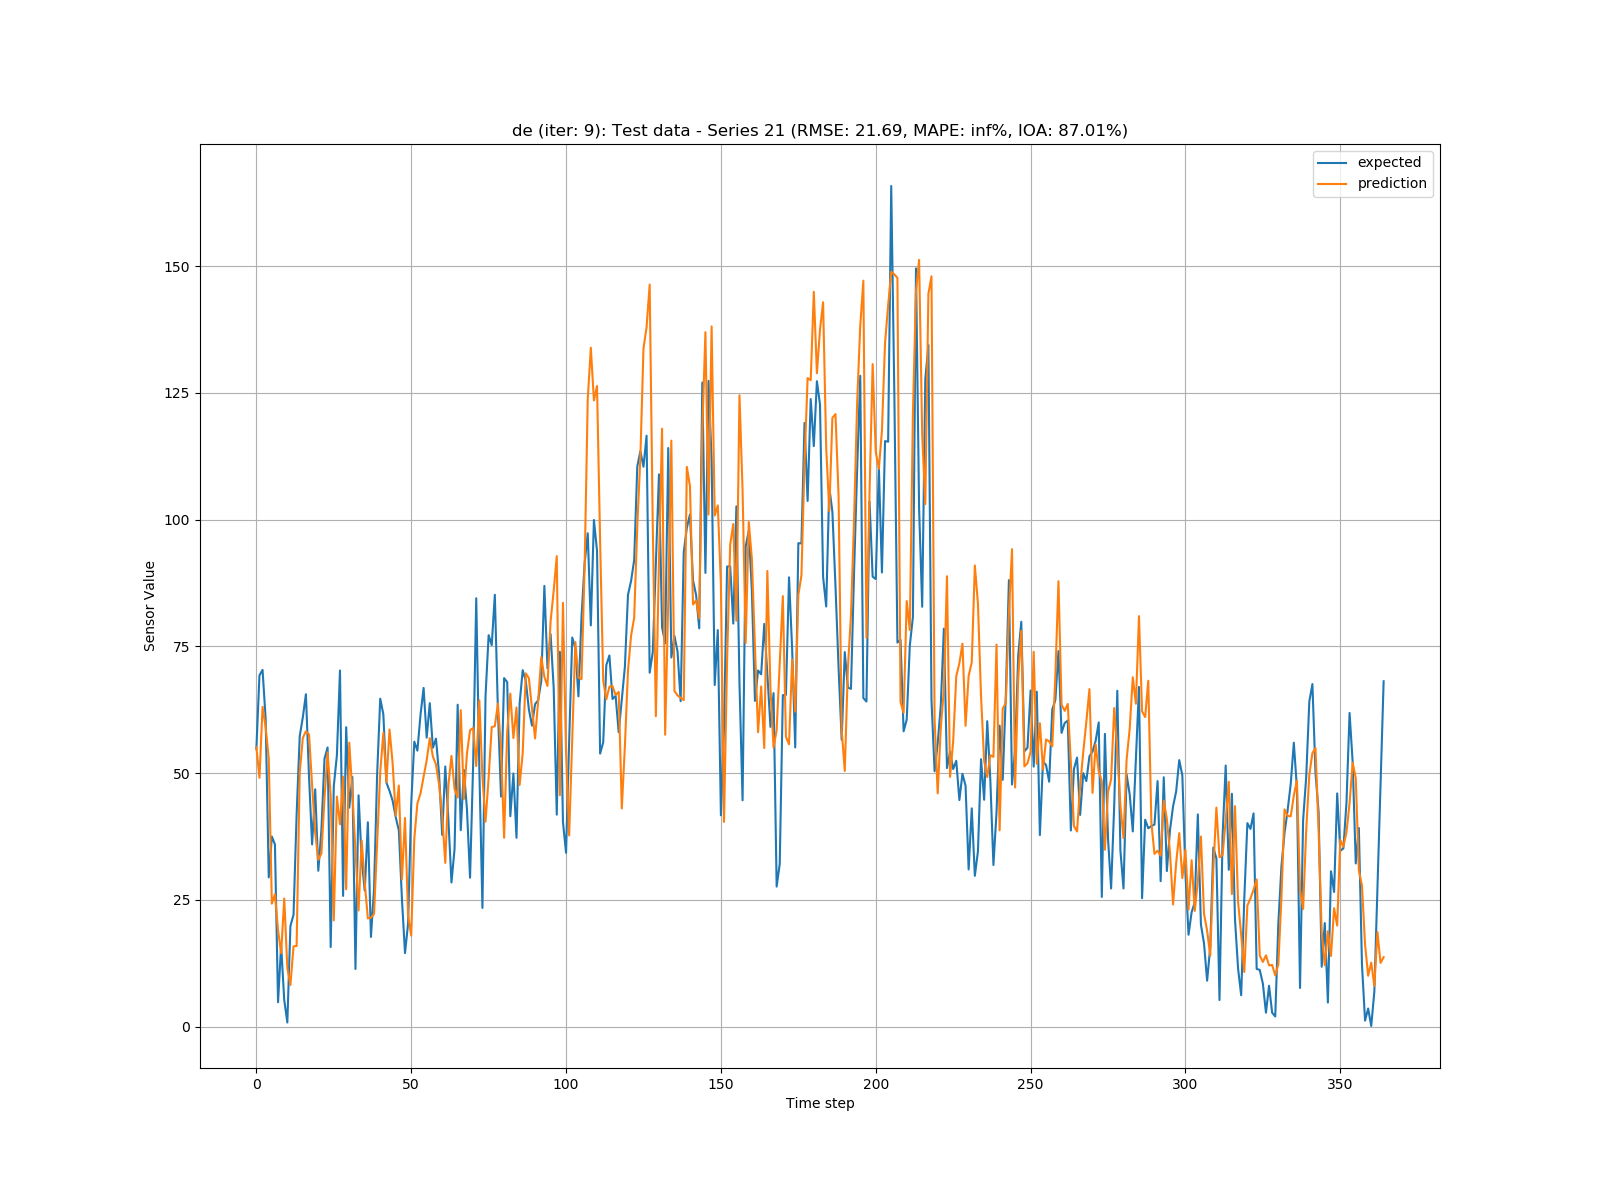 de (iter: 9): Test data - Series 21 (RMSE: 21.69, MAPE: inf%, IOA: 87.01%)
expected
prediction
150
125
100
75
50
25
0
Sensor Value
0 50 100 150 200 250 300 350
Time step